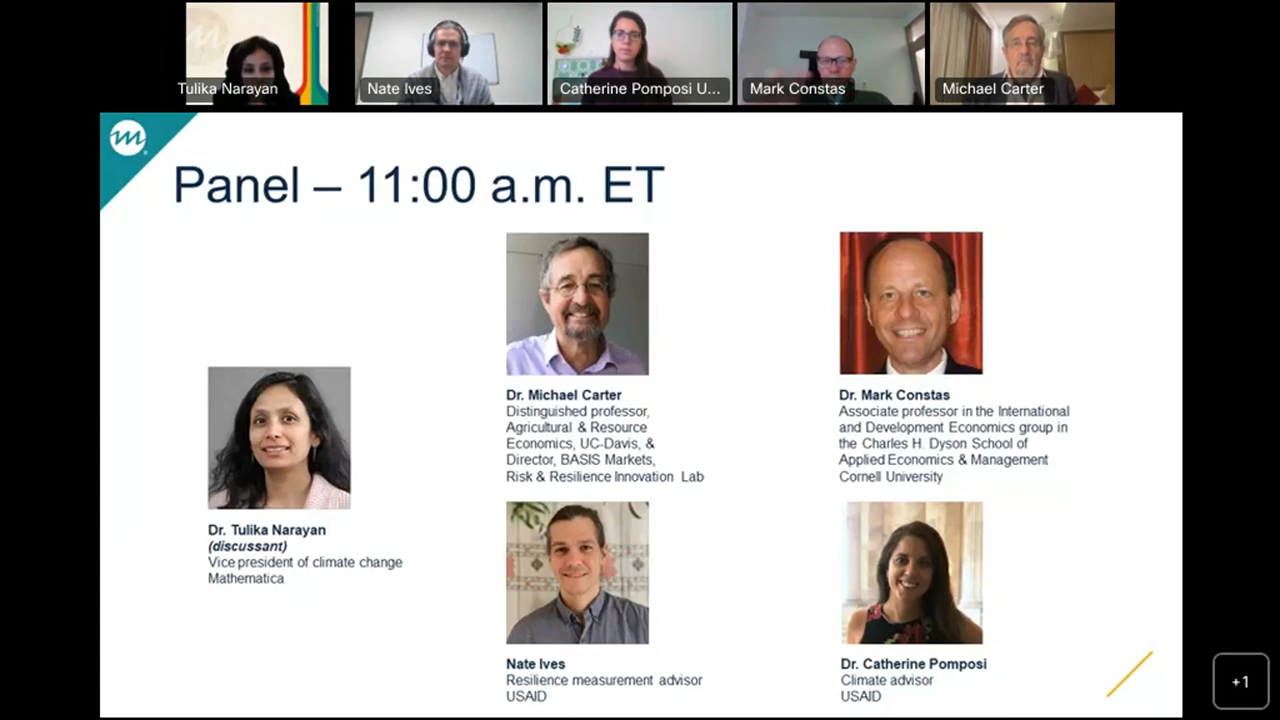 Tulika Narayan
Nate Ives
Catherine Pomposi U...
Mark Constas
Michael Carter
m
Panel – 11:00 a.m. ET
Dr. Tulika Narayan
(discussant)
Vice president of climate change
Mathematica
Dr. Michael Carter
Distinguished professor,
Agricultural & Resource
Economics, UC-Davis, &
Director, BASIS Markets,
Risk & Resilience Innovation Lab
Dr. Mark Constas
Associate professor in the International
and Development Economics group in
the Charles H. Dyson School of
Applied Economics & Management
Cornell University
Nate Ives
Resilience measurement advisor
USAID
Dr. Catherine Pomposi
Climate advisor
USAID
+1